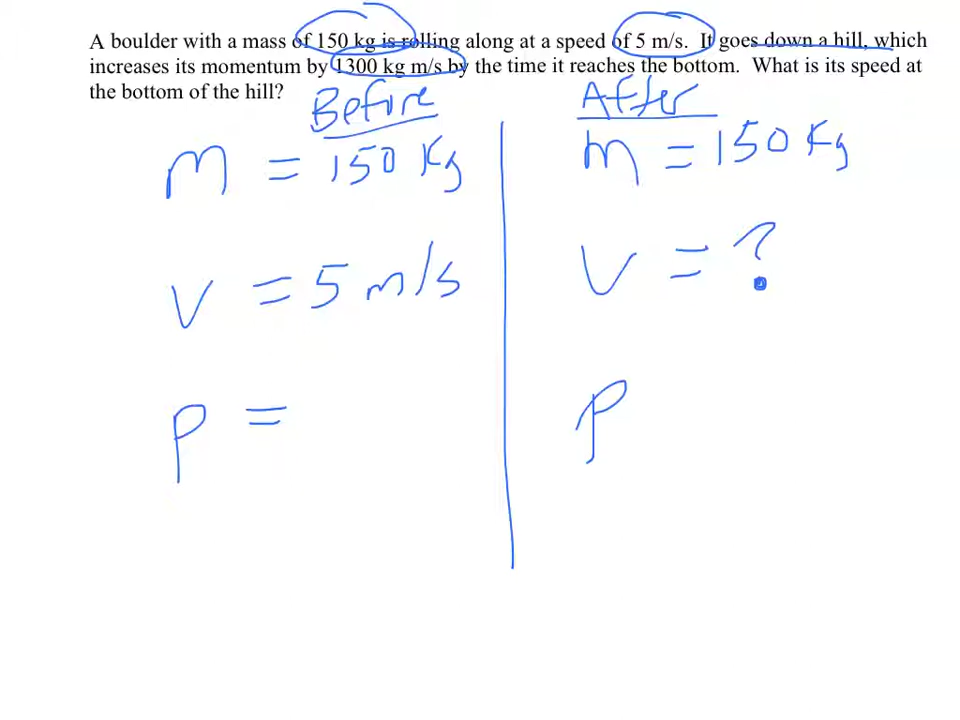 A boulder with a mass of 150 kg is rolling along at a speed of 5 m/s. It goes down a hill, which
increases its momentum by 1300 kg m/s by the time it reaches the bottom. What is its speed at
the bottom of the hill?
Before
After
m = 150 Kg
m = 150 Kg
v = 5 m/s
v = ?
p =
p